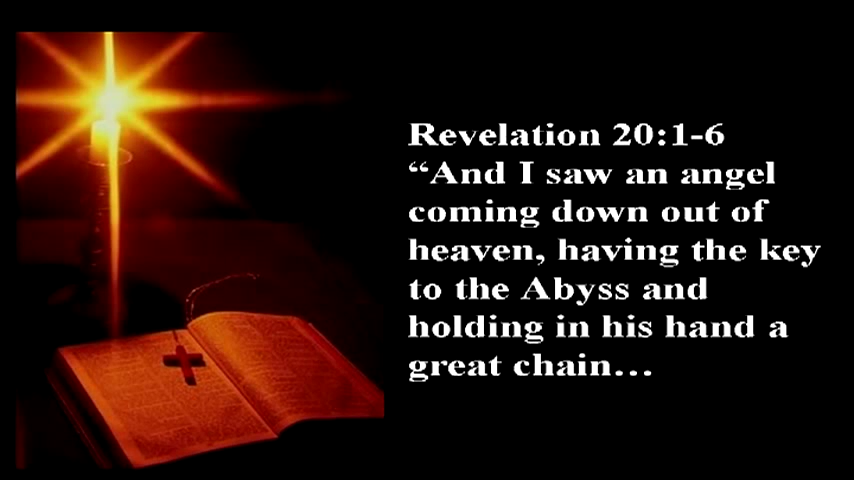 Revelation 20:1-6
“And I saw an angel
coming down out of
heaven, having the key
to the Abyss and
holding in his hand a
great chain…